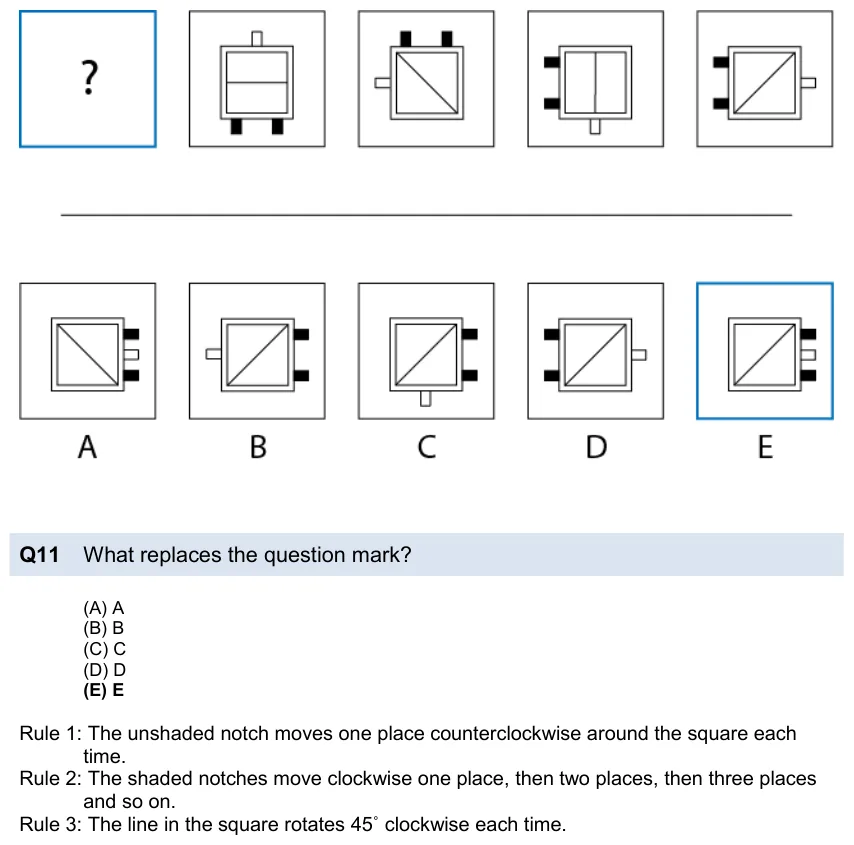 ?
A B C D E
Q11 What replaces the question mark?
(A) A
(B) B
(C) C
(D) D
(E) E
Rule 1: The unshaded notch moves one place counterclockwise around the square each
time.
Rule 2: The shaded notches move clockwise one place, then two places, then three places
and so on.
Rule 3: The line in the square rotates 45˚ clockwise each time.